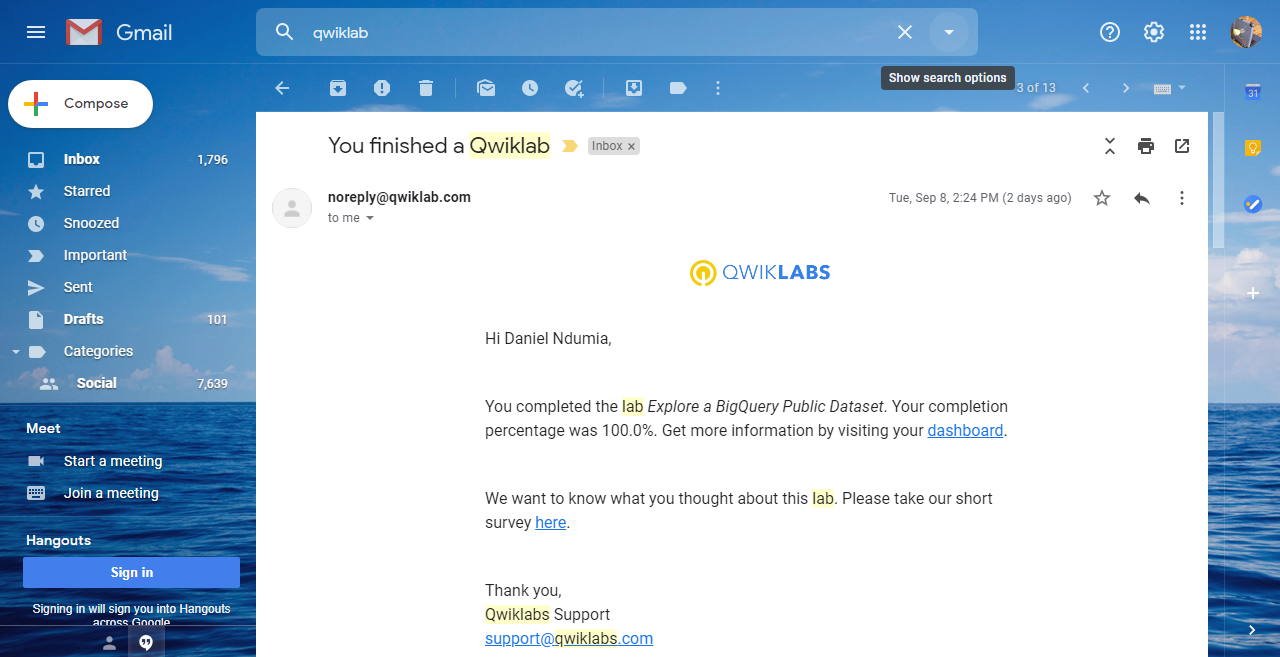 Gmail
qwiklab
Show search options
3 of 13
31
Compose
Inbox 1,796
Starred
Snoozed
Important
Sent
Drafts 101
Categories
Social 7,639
Meet
Start a meeting
Join a meeting
Hangouts
Sign in
Signing in will sign you into Hangouts
across Google
You finished a Qwiklab Inbox x
noreply@qwiklab.com Tue, Sep 8, 2:24 PM (2 days ago)
to me
QWIKLABS
Hi Daniel Ndumia,
You completed the lab Explore a BigQuery Public Dataset. Your completion
percentage was 100.0%. Get more information by visiting your dashboard.
We want to know what you thought about this lab. Please take our short
survey here.
Thank you,
Qwiklabs Support
support@qwiklabs.com